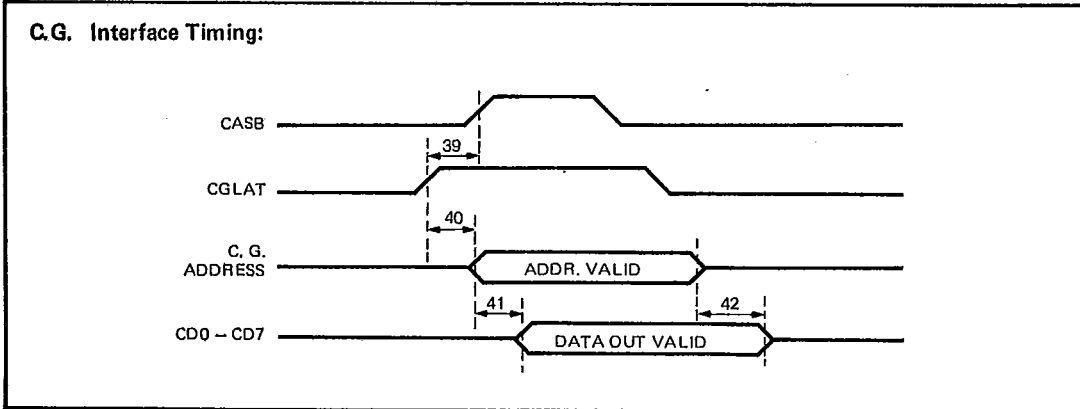 C.G. Interface Timing:
CASB
39
CGLAT
40
C. G.
ADDRESS
ADDR. VALID
41
42
CD0 – CD7
DATA OUT VALID